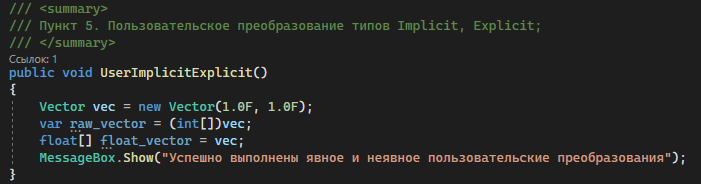 /// <summary>
/// Пункт 5. Пользовательское преобразование типов Implicit, Explicit;
/// </summary>
Ссылок: 1
public void UserImplicitExplicit()
{
Vector vec = new Vector(1.0F, 1.0F);
var raw_vector = (int[])vec;
float[] float_vector = vec;
MessageBox.Show("Успешно выполнены явное и неявное пользовательские преобразования");
}